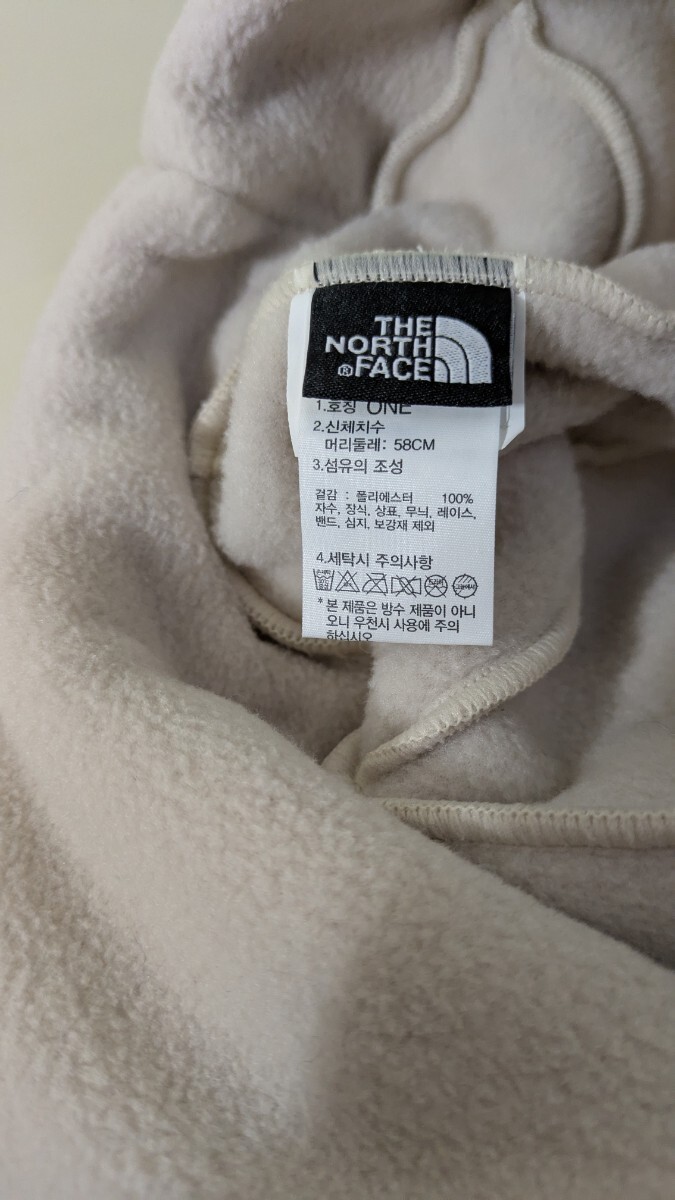 THE
NORTH
® FACE
1.호칭 ONE
2.신체치수
머리둘레: 58CM
3.섬유의 조성
겉감 : 폴리에스터 100%
자수, 장식, 상표, 무늬, 레이스,
밴드, 심지, 보강재 제외
4.세탁시 주의사항
*본 제품은 방수 제품이 아니
오니 우천시 사용에 주의
하십시오